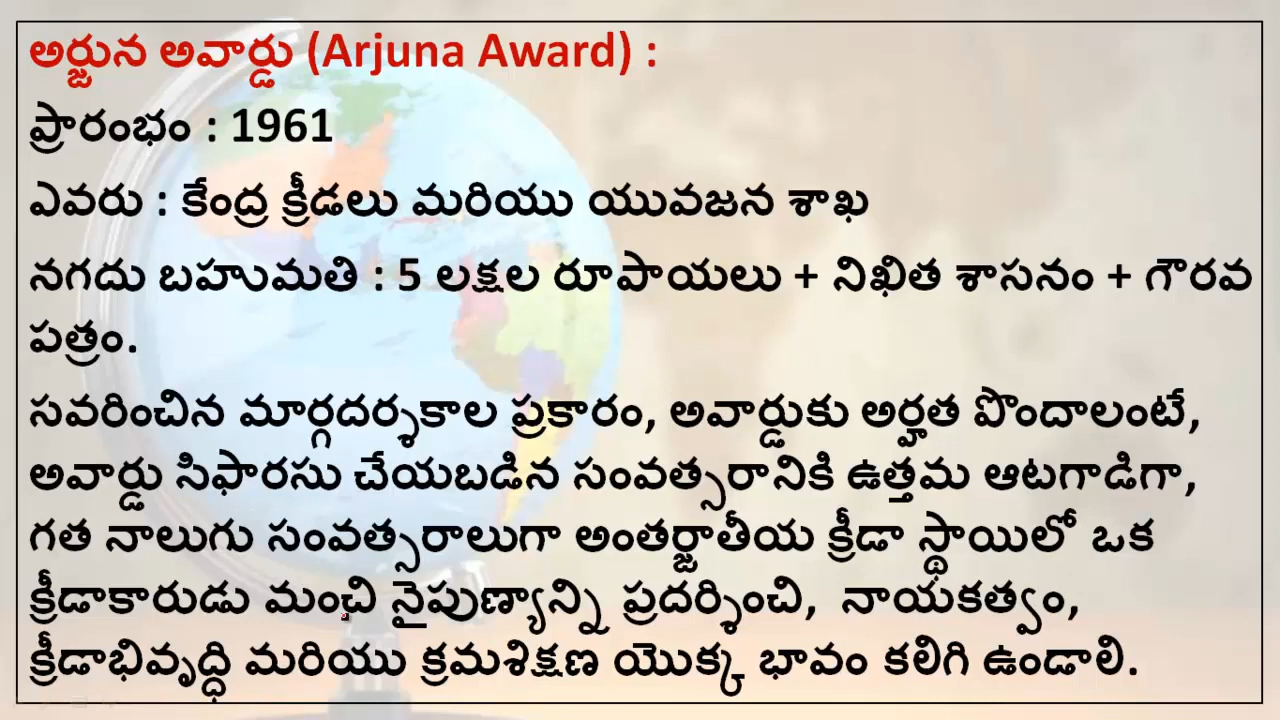 అర్జున అవార్డు (Arjuna Award) :
ప్రారంభం : 1961
ఎవరు : కేంద్ర క్రీడలు మరియు యువజన శాఖ
నగదు బహుమతి : 5 లక్షల రూపాయలు + నిఖిత శాసనం + గౌరవ
పత్రం.
సవరించిన మార్గదర్శకాల ప్రకారం, అవార్డుకు అర్హత పొందాలంటే,
అవార్డు సిఫారసు చేయబడిన సంవత్సరానికి ఉత్తమ ఆటగాడిగా,
గత నాలుగు సంవత్సరాలుగా అంతర్జాతీయ క్రీడా స్థాయిలో ఒక
క్రీడాకారుడు మంచి నైపుణ్యాన్ని ప్రదర్శించి, నాయకత్వం,
క్రీడాభివృద్ధి మరియు క్రమశిక్షణ యొక్క భావం కలిగి ఉండాలి.